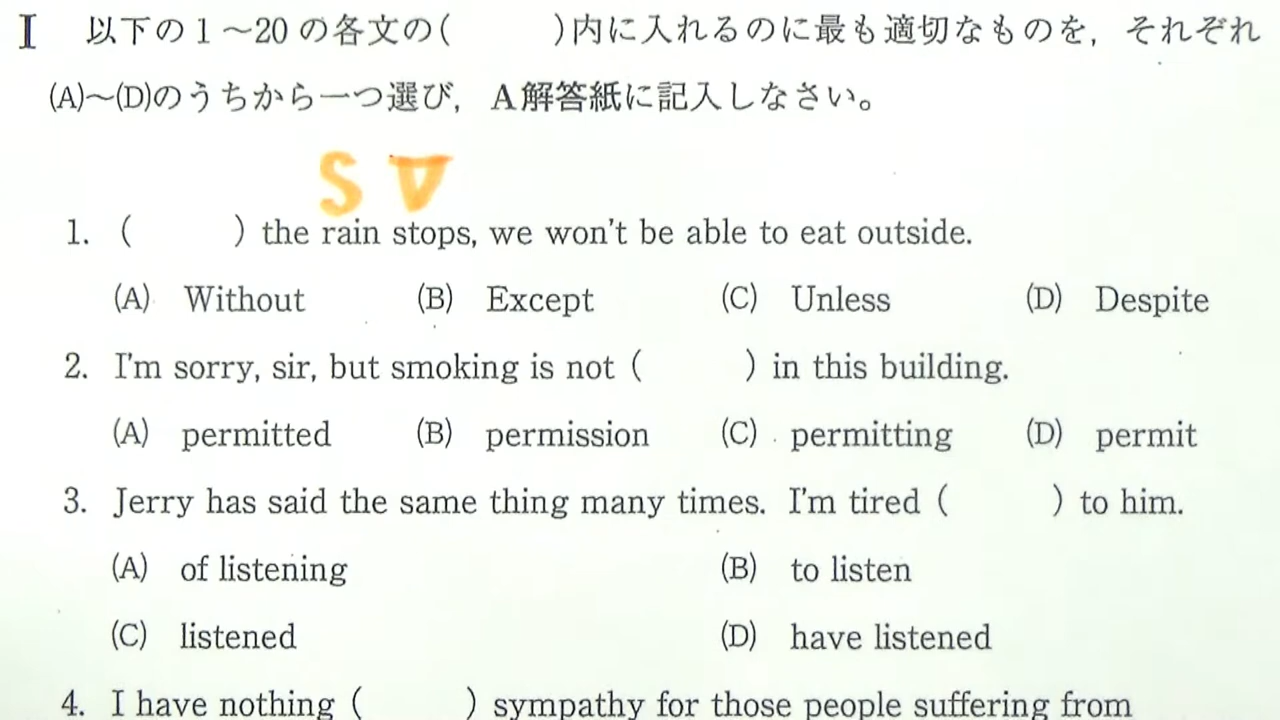 I 以下の1〜20の各文の(　　　)内に入れるのに最も適切なものを，それぞれ
(A)〜(D)のうちから一つ選び，A解答紙に記入しなさい。
S V
1. (　　　) the rain stops, we won't be able to eat outside.
(A) Without (B) Except (C) Unless (D) Despite
2. I'm sorry, sir, but smoking is not (　　　) in this building.
(A) permitted (B) permission (C) permitting (D) permit
3. Jerry has said the same thing many times. I'm tired (　　　) to him.
(A) of listening (B) to listen
(C) listened (D) have listened
4. I have nothing (　　　) sympathy for those people suffering from